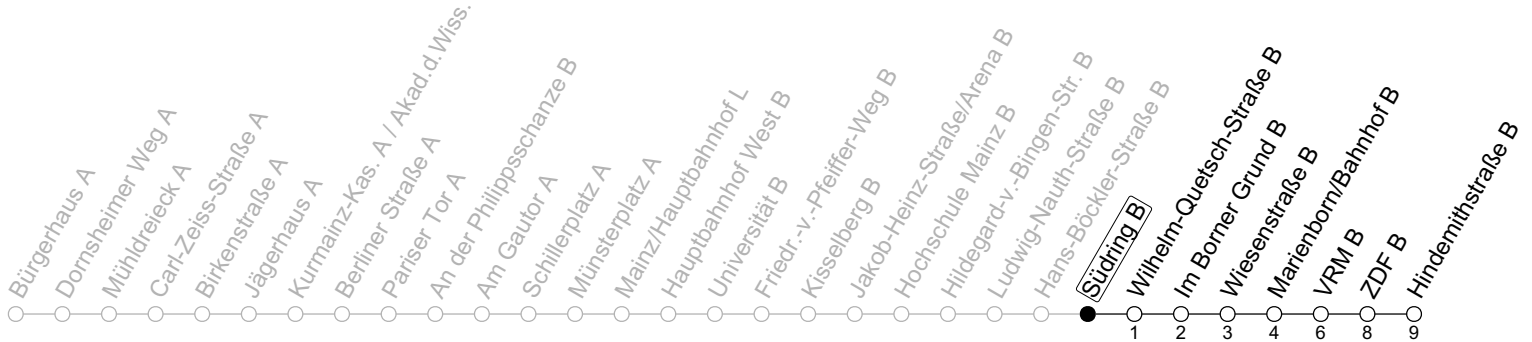 Bürgerhaus A
Dornsheimer Weg A
Mühldreieck A
Carl-Zeiss-Straße A
Birkenstraße A
Jägerhaus A
Kurmainz-Kas. A / Akad.d.Wiss.
Berliner Straße A
Pariser Tor A
An der Philippsschanze B
Am Gautor A
Schillerplatz A
Münsterplatz A
Mainz/Hauptbahnhof L
Hauptbahnhof West B
Universität B
Friedr.-v.-Pfeiffer-Weg B
Kisselberg B
Jakob-Heinz-Straße/Arena B
Hochschule Mainz B
Hildegard-v.-Bingen-Str. B
Ludwig-Nauth-Straße B
Hans-Böckler-Straße B
Südring B
Wilhelm-Quetsch-Straße B
Im Borner Grund B
Wiesenstraße B
Marienborn/Bahnhof B
VRM B
ZDF B
Hindemithstraße B
1 2 3 4 6 8 9